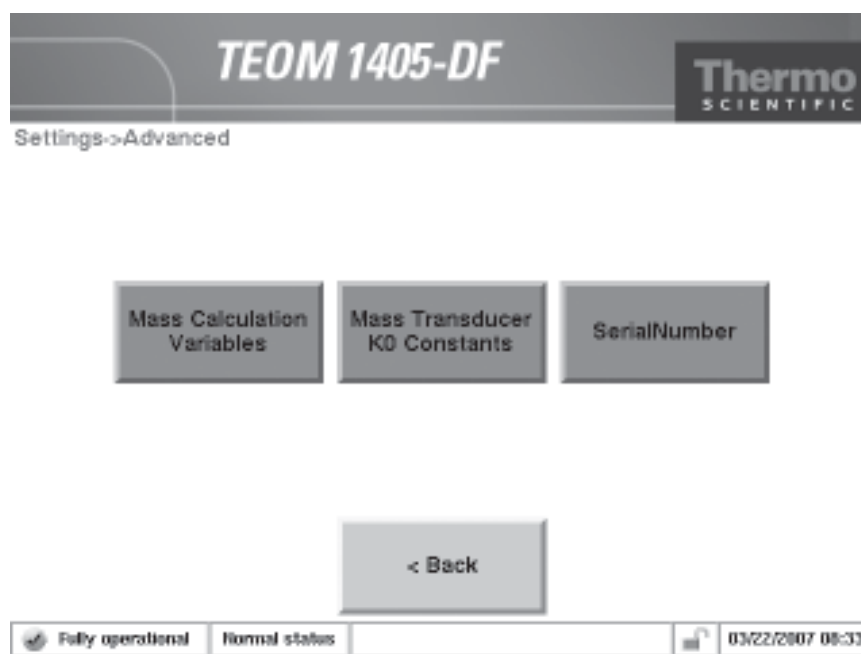 TEOM 1405-DF
Thermo
SCIENTIFIC
Settings->Advanced
Mass Calculation
Variables
Mass Transducer
K0 Constants
SerialNumber
< Back
Fully operational
Normal status
03/22/2007 08:33